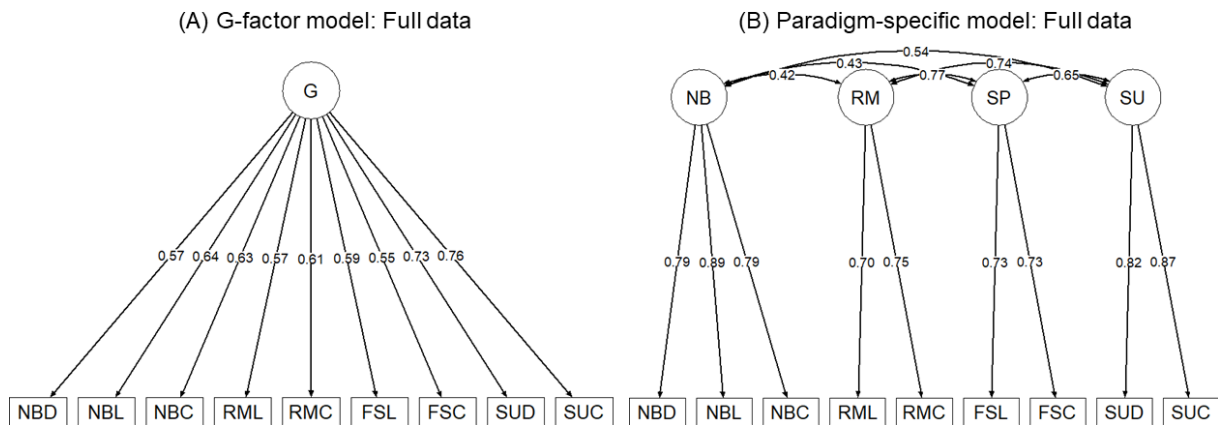 (A) G-factor model: Full data
G
0.57 0.64 0.63 0.57 0.61 0.59 0.55 0.73 0.76
NBD NBL NBC RML RMC FSL FSC SUD SUC
(B) Paradigm-specific model: Full data
0.54
0.43 0.74
0.42 0.77 0.65
NB RM SP SU
0.79 0.89 0.79 0.70 0.75 0.73 0.73 0.82 0.87
NBD NBL NBC RML RMC FSL FSC SUD SUC